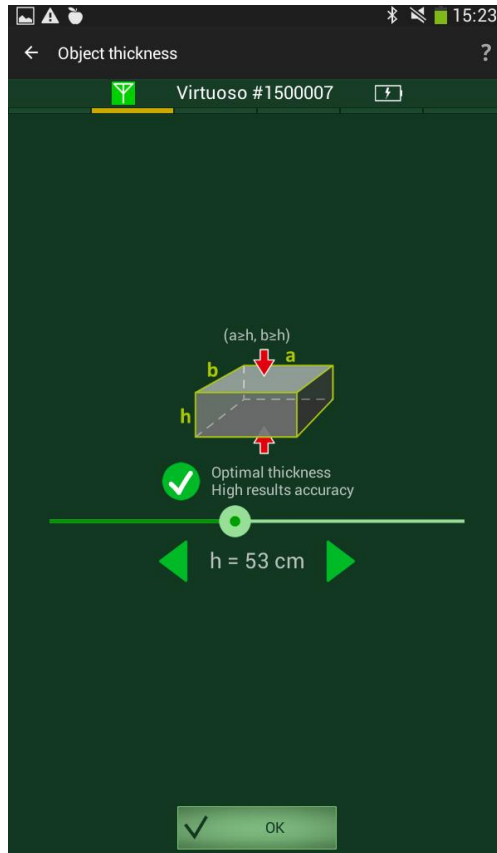 15:23
Object thickness
?
Virtuoso #1500007
(a≥h, b≥h)
b
a
h
Optimal thickness
High results accuracy
h = 53 cm
OK